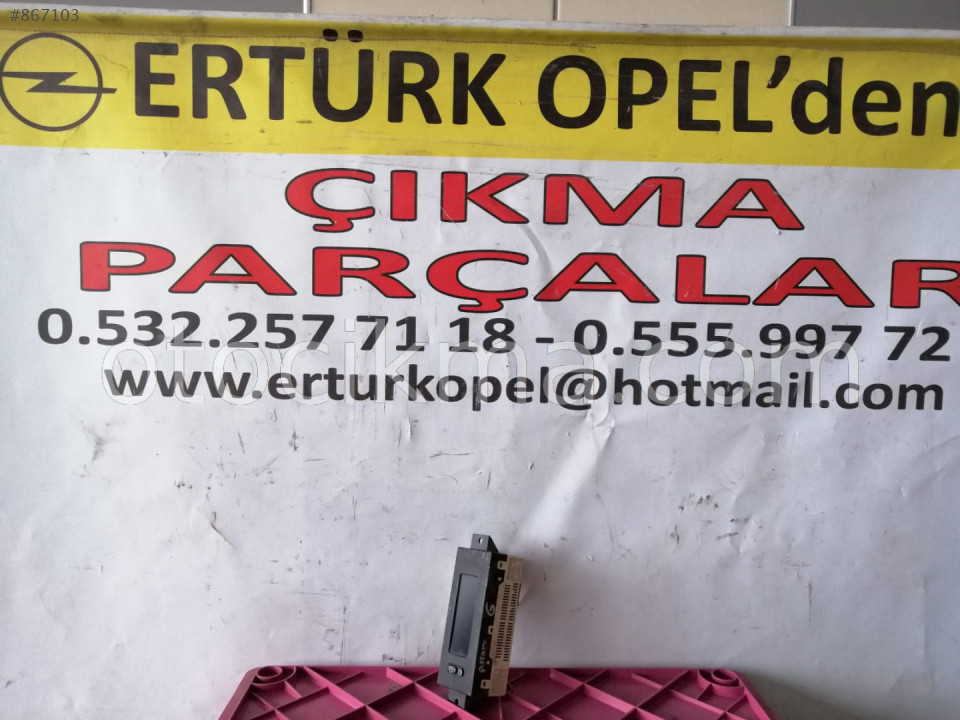 #867103
ERTÜRK OPEL'den
ÇIKMA
PARÇALAR
0.532.257 71 18 - 0.555.997 72
www.erturkopel@hotmail.com
otocikma.com